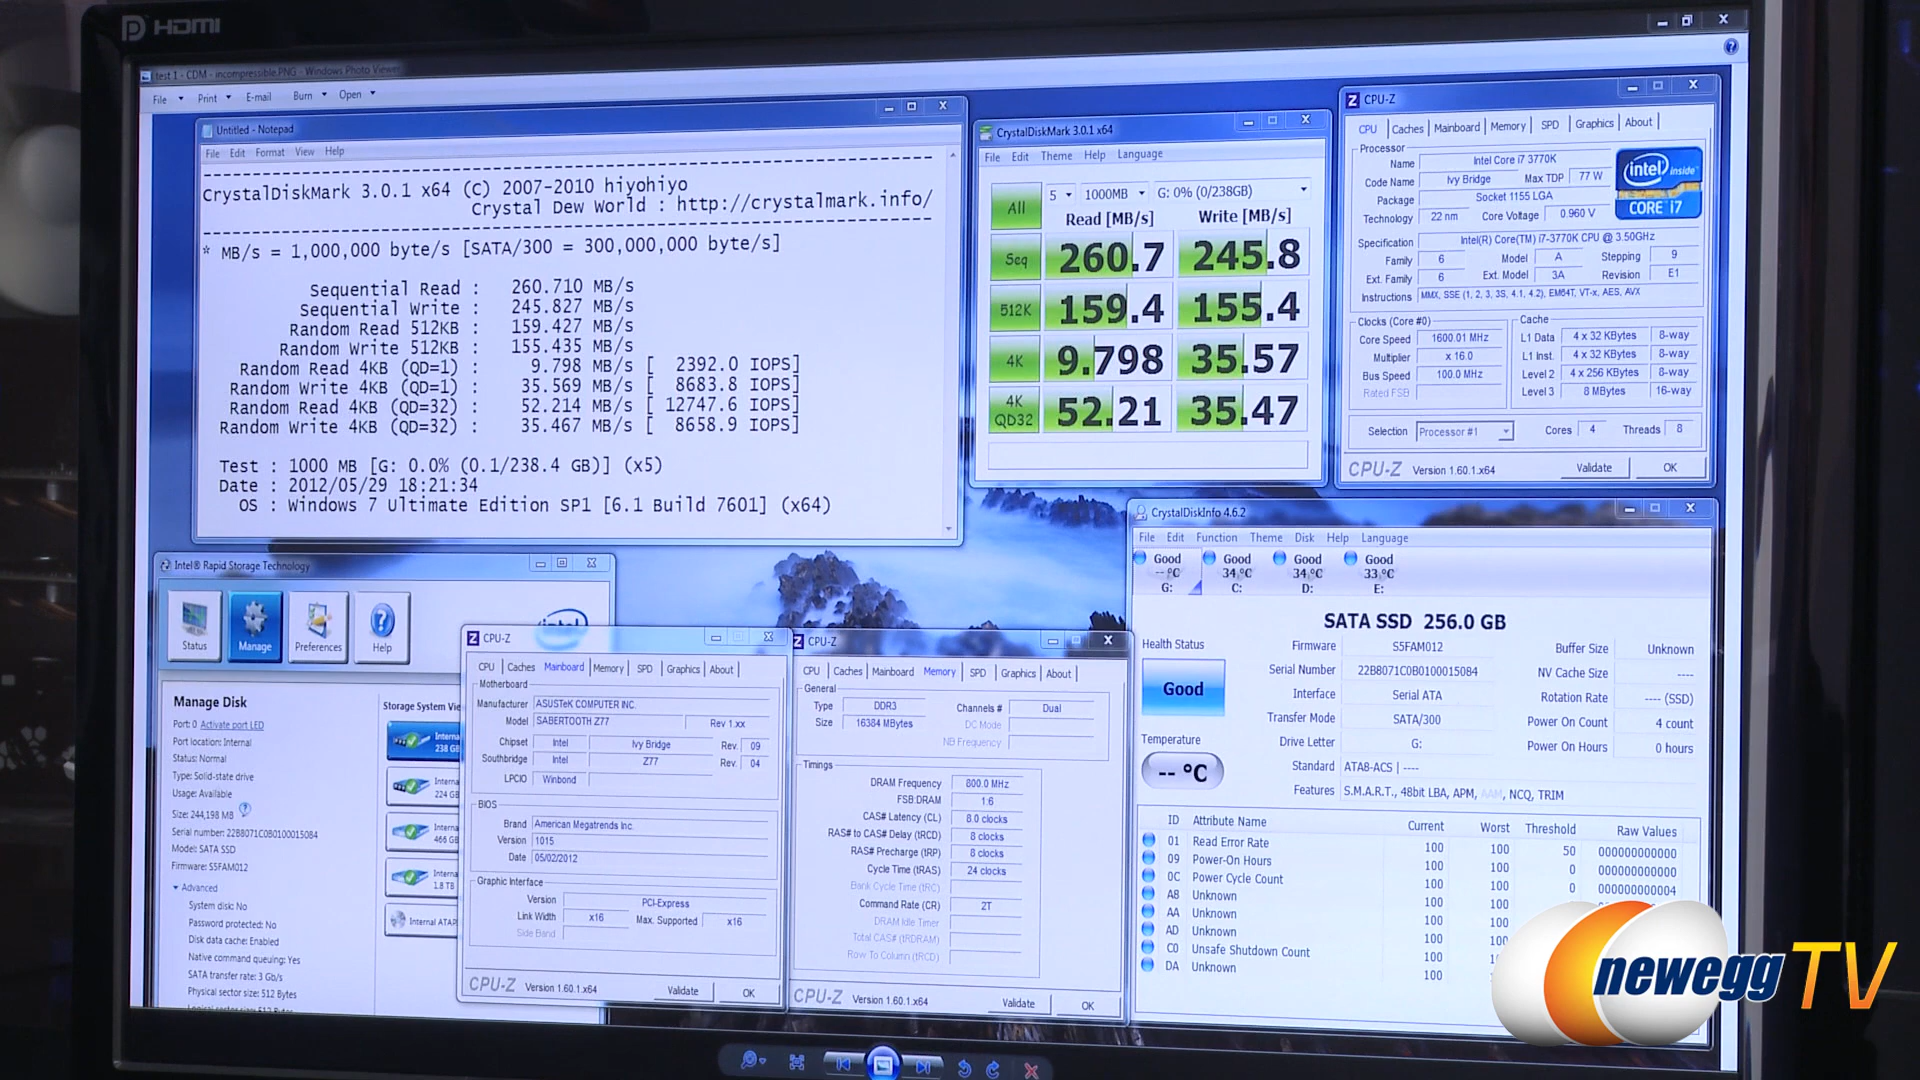 HDMI
test 1 - CDM - incompressible.PNG - Windows Photo Viewer
File Print E-mail Burn Open
Untitled - Notepad
File Edit Format View Help
CrystalDiskMark 3.0.1 x64 (C) 2007-2010 hiyohiyo
Crystal Dew World : http://crystalmark.info/
* MB/s = 1,000,000 byte/s [SATA/300 = 300,000,000 byte/s]
Sequential Read : 260.710 MB/s
Sequential Write : 245.827 MB/s
Random Read 512KB : 159.427 MB/s
Random Write 512KB : 155.435 MB/s
Random Read 4KB (QD=1) : 9.798 MB/s [ 2392.0 IOPS]
Random Write 4KB (QD=1) : 35.569 MB/s [ 8683.8 IOPS]
Random Read 4KB (QD=32) : 52.214 MB/s [ 12747.6 IOPS]
Random Write 4KB (QD=32) : 35.467 MB/s [ 8658.9 IOPS]
Test : 1000 MB [G: 0.0% (0.1/238.4 GB)] (x5)
Date : 2012/05/29 18:21:34
OS : Windows 7 Ultimate Edition SP1 [6.1 Build 7601] (x64)
CrystalDiskMark 3.0.1 x64
File Edit Theme Help Language
All 5 1000MB G: 0% (0/238GB)
Read [MB/s] Write [MB/s]
Seq 260.7 245.8
512K 159.4 155.4
4K 9.798 35.57
4K QD32 52.21 35.47
CPU-Z
CPU Caches Mainboard Memory SPD Graphics About
Processor
Name Intel Core i7 3770K
Code Name Ivy Bridge Max TDP 77 W
Package Socket 1155 LGA
Technology 22 nm Core Voltage 0.960 V
intel inside
CORE i7
Specification Intel(R) Core(TM) i7-3770K CPU @ 3.50GHz
Family 6 Model A Stepping 9
Ext. Family 6 Ext. Model 3A Revision E1
Instructions MMX, SSE (1, 2, 3, 3S, 4.1, 4.2), EM64T, VT-x, AES, AVX
Clocks (Core #0)
Core Speed 1600.01 MHz
Multiplier x 16.0
Bus Speed 100.0 MHz
Rated FSB
Cache
L1 Data 4 x 32 KBytes 8-way
L1 Inst. 4 x 32 KBytes 8-way
Level 2 4 x 256 KBytes 8-way
Level 3 8 MBytes 16-way
Selection Processor #1 Cores 4 Threads 8
CPU-Z Version 1.60.1.x64 Validate OK
Intel® Rapid Storage Technology
Status Manage Preferences Help
intel
Manage Disk
Port: 0 Activate port LED
Port location: Internal
Status: Normal
Type: Solid-state drive
Usage: Available
Size: 244,198 MB
Serial number: 22B8071C0B0100015084
Model: SATA SSD
Firmware: S5FAM012
Advanced
System disk: No
Password protected: No
Disk data cache: Enabled
Native command queuing: Yes
SATA transfer rate: 3 Gb/s
Physical sector size: 512 Bytes
Logical sector size: 512 Bytes
Storage System Vie
Interna
238 GB
Interna
224 GB
Interna
466 GB
Interna
1.8 TB
Internal ATAPI
CPU-Z
CPU Caches Mainboard Memory SPD Graphics About
Motherboard
Manufacturer ASUSTeK COMPUTER INC.
Model SABERTOOTH Z77 Rev 1.xx
Chipset Intel Ivy Bridge Rev. 09
Southbridge Intel Z77 Rev. 04
LPCIO Winbond
BIOS
Brand American Megatrends Inc.
Version 1015
Date 05/02/2012
Graphic Interface
Version PCI-Express
Link Width x16 Max. Supported x16
Side Band
CPU-Z Version 1.60.1.x64 Validate OK
CPU-Z
CPU Caches Mainboard Memory SPD Graphics About
General
Type DDR3 Channels # Dual
Size 16384 MBytes DC Mode
NB Frequency
Timings
DRAM Frequency 800.0 MHz
FSB:DRAM 1:6
CAS# Latency (CL) 8.0 clocks
RAS# to CAS# Delay (tRCD) 8 clocks
RAS# Precharge (tRP) 8 clocks
Cycle Time (tRAS) 24 clocks
Bank Cycle Time (tRC)
Command Rate (CR) 2T
DRAM Idle Timer
Total CAS# (tRDRAM)
Row To Column (tRCD)
CPU-Z Version 1.60.1.x64 Validate OK
CrystalDiskInfo 4.6.2
File Edit Function Theme Disk Help Language
Good Good Good Good
-- °C 34 °C 34 °C 33 °C
G: C: D: E:
SATA SSD 256.0 GB
Health Status
Good
Temperature
-- °C
Firmware S5FAM012 Buffer Size Unknown
Serial Number 22B8071C0B0100015084 NV Cache Size ----
Interface Serial ATA Rotation Rate ---- (SSD)
Transfer Mode SATA/300 Power On Count 4 count
Drive Letter G: Power On Hours 0 hours
Standard ATA8-ACS | ----
Features S.M.A.R.T., 48bit LBA, APM, AAM, NCQ, TRIM
ID Attribute Name Current Worst Threshold Raw Values
01 Read Error Rate 100 100 50 000000000000
09 Power-On Hours 100 100 0 000000000000
0C Power Cycle Count 100 100 0 000000000004
A8 Unknown 100 100
AA Unknown 100 100
AD Unknown 100 100
C0 Unsafe Shutdown Count 100
DA Unknown 100
newegg TV